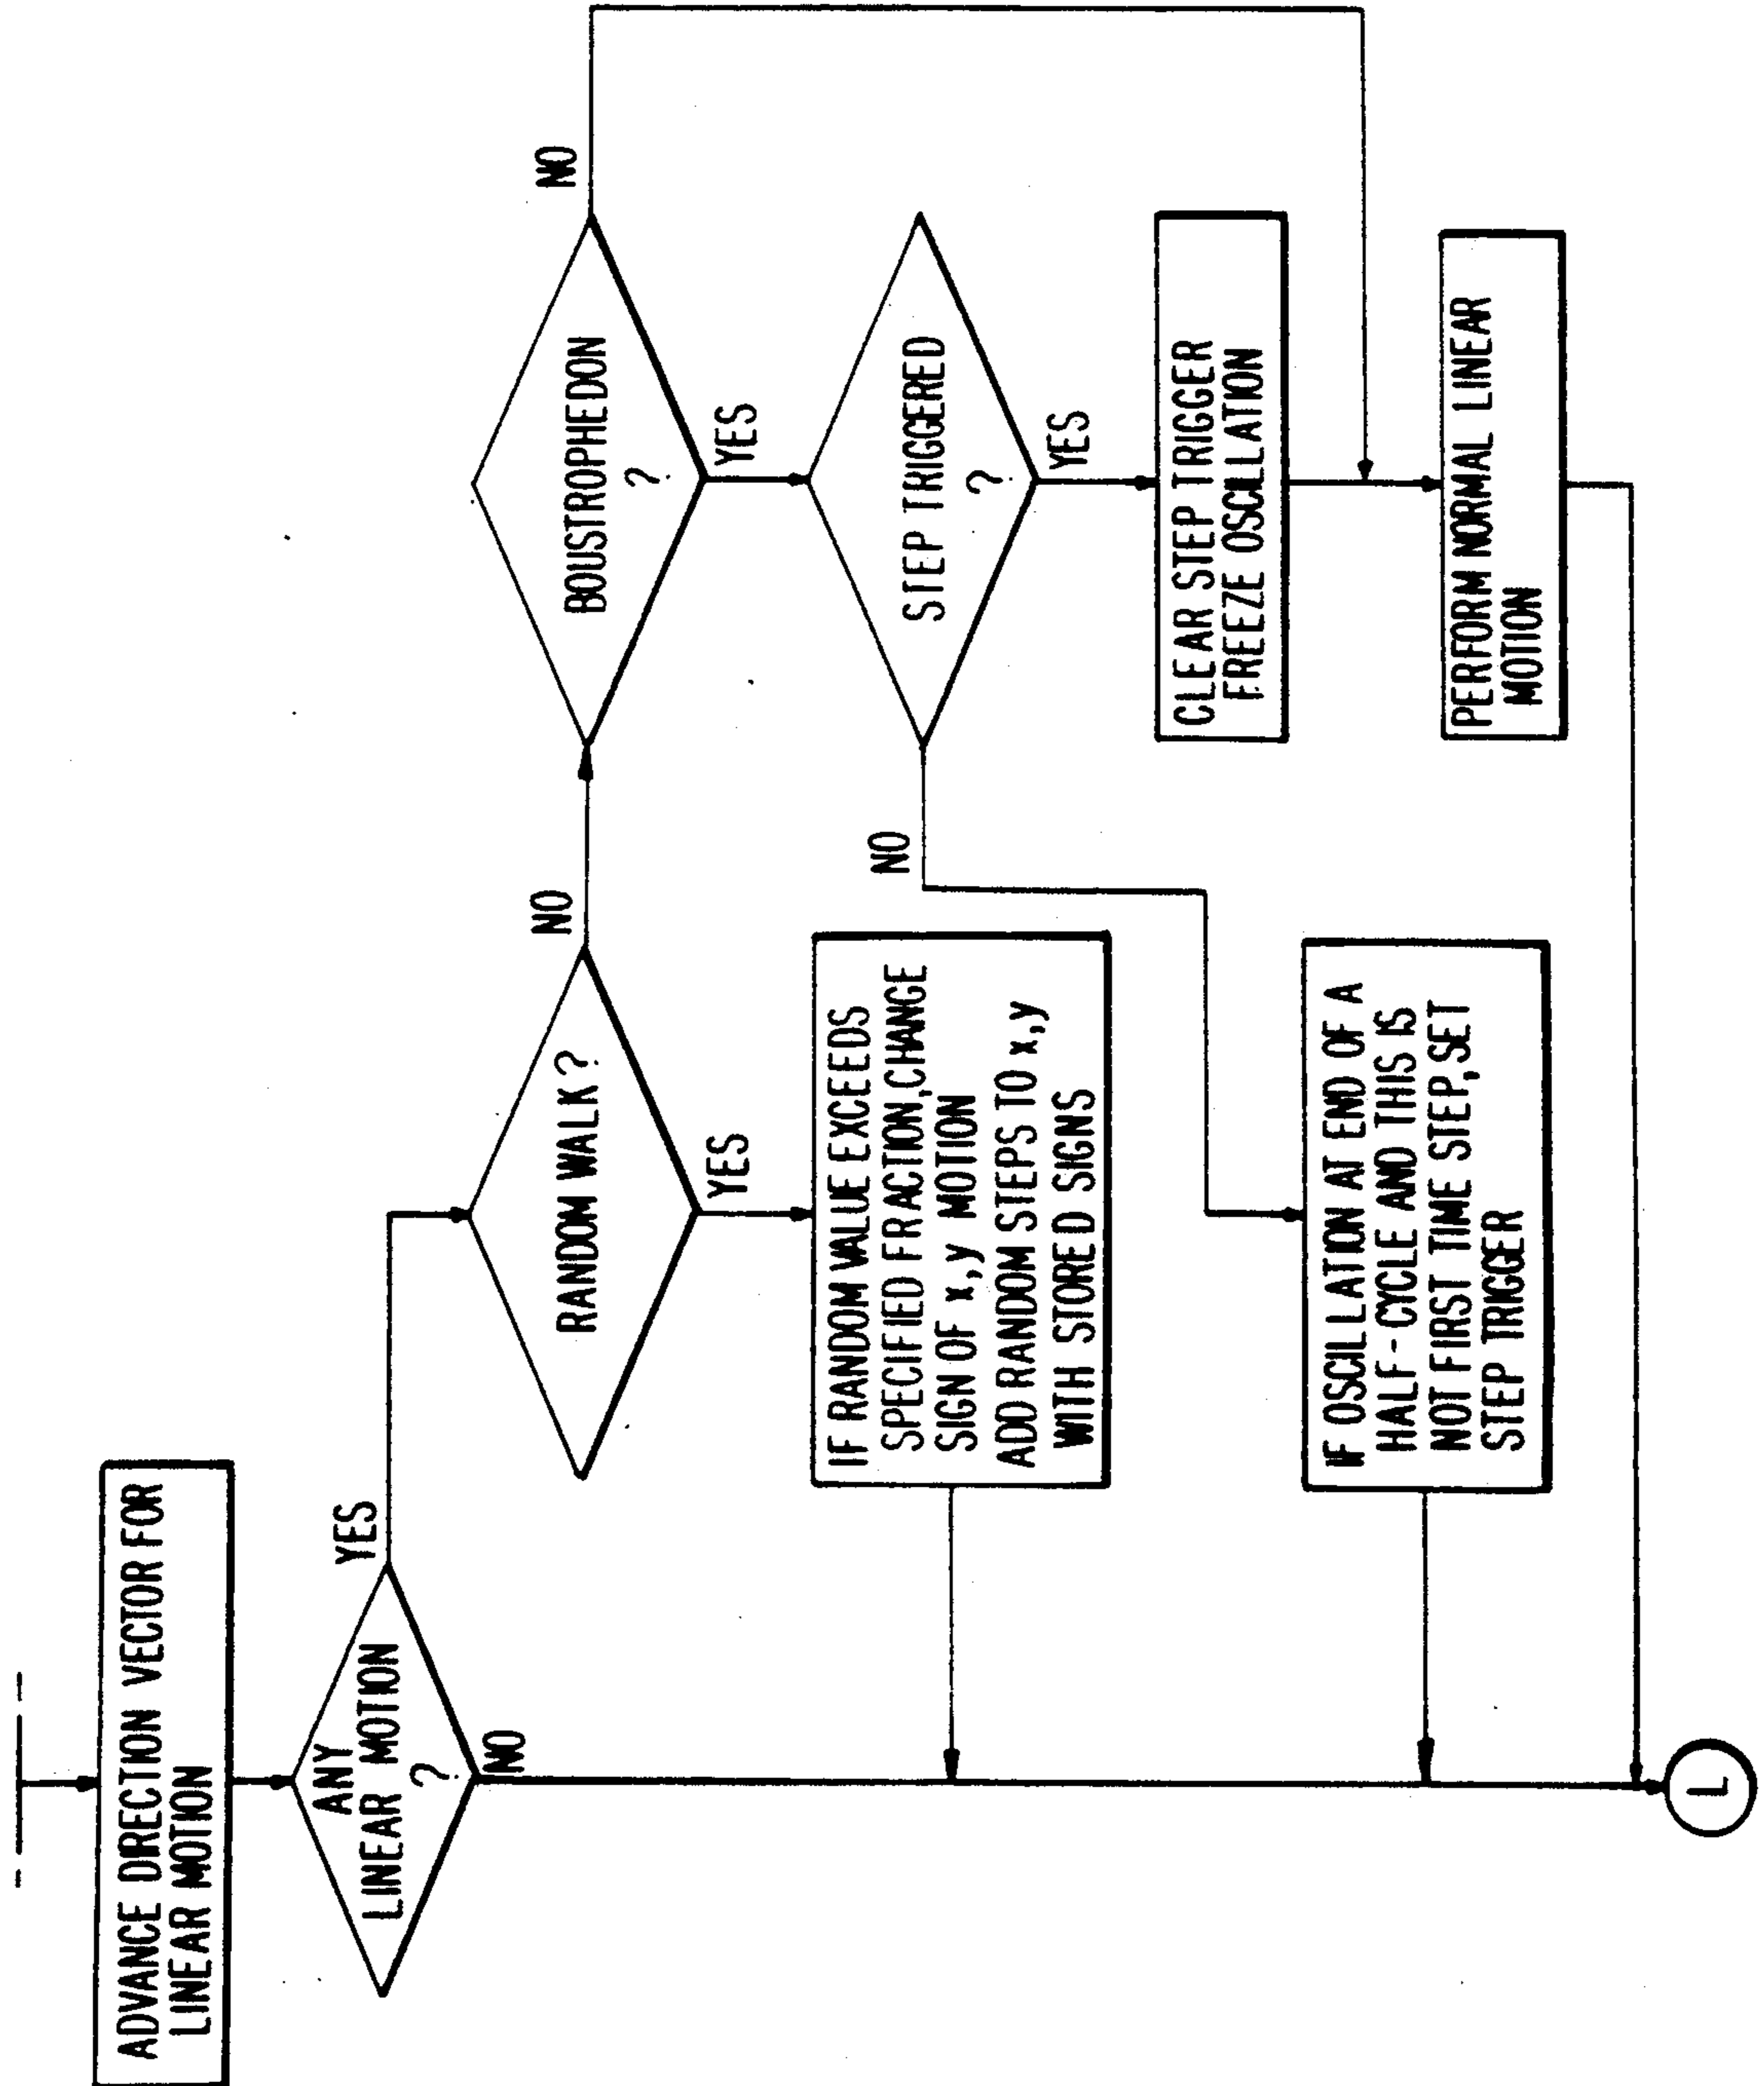 ADVANCE DIRECTION VECTOR FOR
LINEAR MOTION
ANY
LINEAR MOTION
?
YES
NO
RANDOM WALK?
NO
YES
BOUSTROPHEDON
?
NO
YES
IF RANDOM VALUE EXCEEDS
SPECIFIED FRACTION, CHANGE
SIGN OF x,y MOTION
ADD RANDOM STEPS TO x,y
WITH STORED SIGNS
STEP TRIGGERED
?
NO
YES
CLEAR STEP TRIGGER
FREEZE OSCILLATION
IF OSCILLATION AT END OF A
HALF-CYCLE AND THIS IS
NOT FIRST TIME STEP, SET
STEP TRIGGER
PERFORM NORMAL LINEAR
MOTION
L